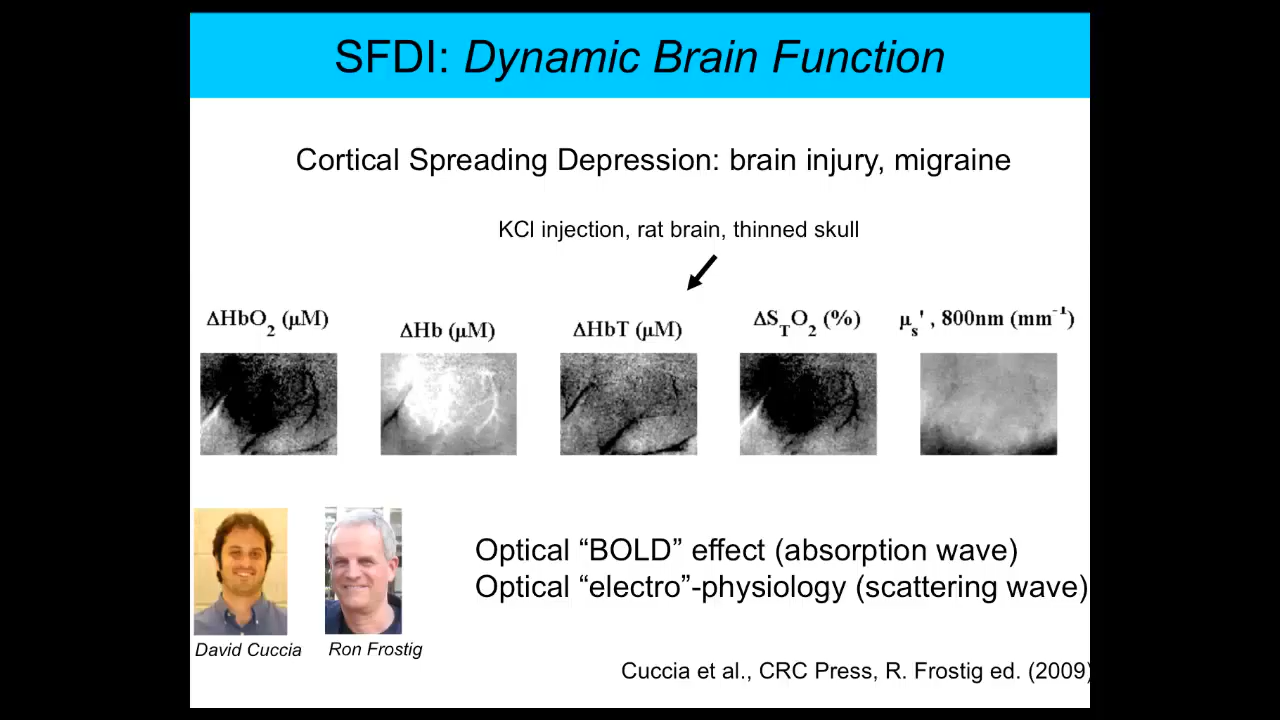 SFDI: Dynamic Brain Function
Cortical Spreading Depression: brain injury, migraine
KCl injection, rat brain, thinned skull
ΔHbO₂ (μM)
ΔHb (μM)
ΔHbT (μM)
ΔS_TO₂ (%)
μₛ' , 800nm (mm⁻¹)
Optical “BOLD” effect (absorption wave)
Optical “electro”-physiology (scattering wave)
David Cuccia
Ron Frostig
Cuccia et al., CRC Press, R. Frostig ed. (2009)